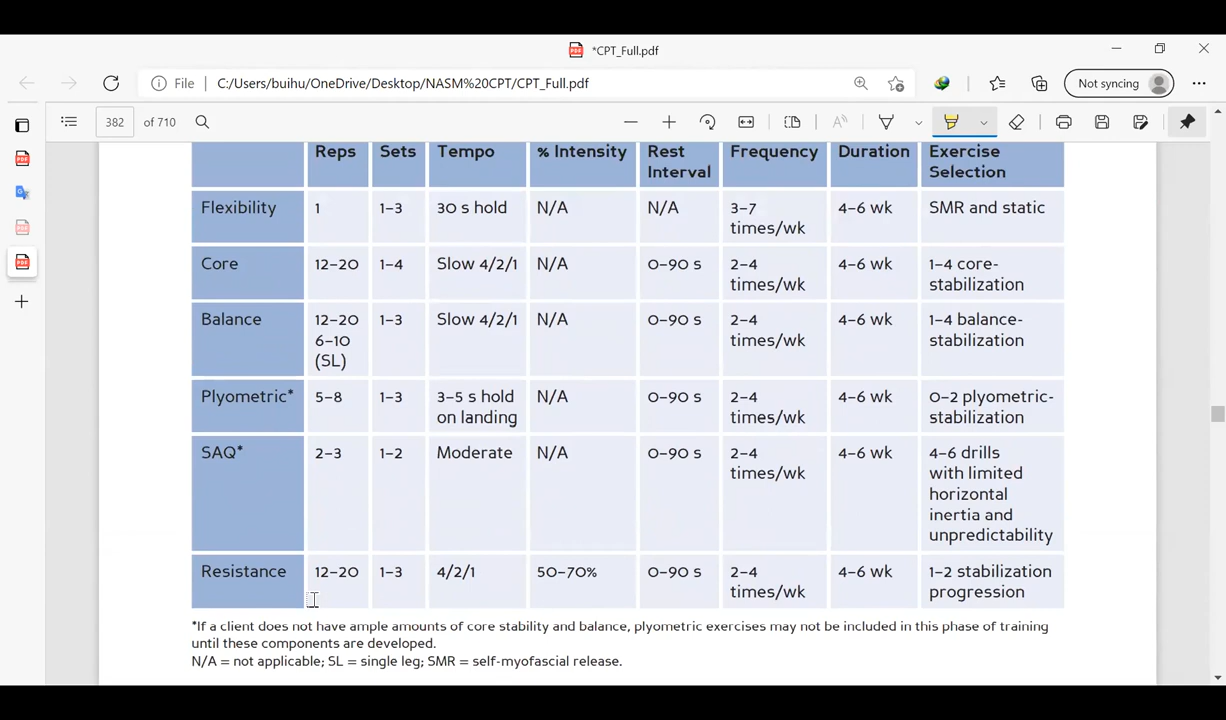 *CPT_Full.pdf
File C:/Users/buihu/OneDrive/Desktop/NASM%20CPT/CPT_Full.pdf Not syncing
382 of 710
Reps Sets Tempo % Intensity Rest Interval Frequency Duration Exercise Selection
Flexibility 1 1–3 30 s hold N/A N/A 3–7 times/wk 4–6 wk SMR and static
Core 12–20 1–4 Slow 4/2/1 N/A 0–90 s 2–4 times/wk 4–6 wk 1–4 core-stabilization
Balance 12–20 6–10 (SL) 1–3 Slow 4/2/1 N/A 0–90 s 2–4 times/wk 4–6 wk 1–4 balance-stabilization
Plyometric* 5–8 1–3 3–5 s hold on landing N/A 0–90 s 2–4 times/wk 4–6 wk 0–2 plyometric-stabilization
SAQ* 2–3 1–2 Moderate N/A 0–90 s 2–4 times/wk 4–6 wk 4–6 drills with limited horizontal inertia and unpredictability
Resistance 12–20 1–3 4/2/1 50–70% 0–90 s 2–4 times/wk 4–6 wk 1–2 stabilization progression
*If a client does not have ample amounts of core stability and balance, plyometric exercises may not be included in this phase of training
until these components are developed.
N/A = not applicable; SL = single leg; SMR = self-myofascial release.